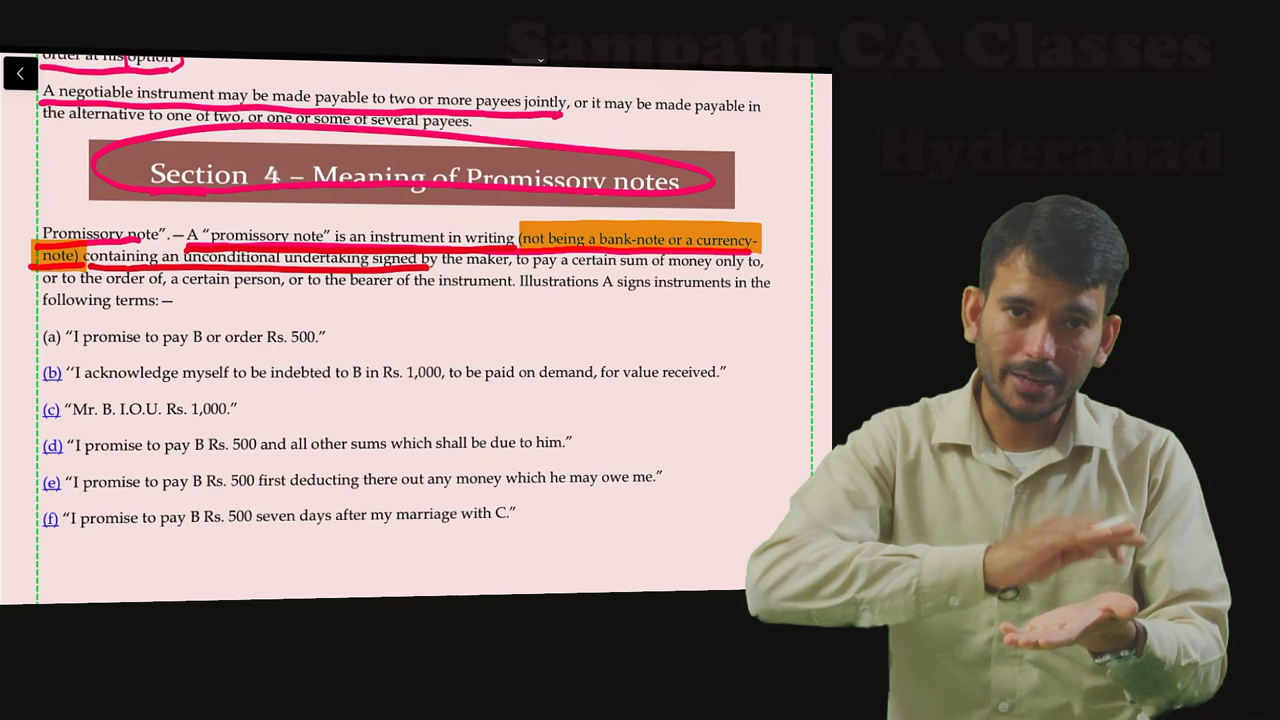 Sampath CA Classes
Hyderabad
order at his option
A negotiable instrument may be made payable to two or more payees jointly, or it may be made payable in
the alternative to one of two, or one or some of several payees.
Section 4 – Meaning of Promissory notes
Promissory note”.—A “promissory note” is an instrument in writing (not being a bank-note or a currency-
note) containing an unconditional undertaking signed by the maker, to pay a certain sum of money only to,
or to the order of, a certain person, or to the bearer of the instrument. Illustrations A signs instruments in the
following terms:—
(a) “I promise to pay B or order Rs. 500.”
(b) “I acknowledge myself to be indebted to B in Rs. 1,000, to be paid on demand, for value received.”
(c) “Mr. B. I.O.U. Rs. 1,000.”
(d) “I promise to pay B Rs. 500 and all other sums which shall be due to him.”
(e) “I promise to pay B Rs. 500 first deducting there out any money which he may owe me.”
(f) “I promise to pay B Rs. 500 seven days after my marriage with C.”